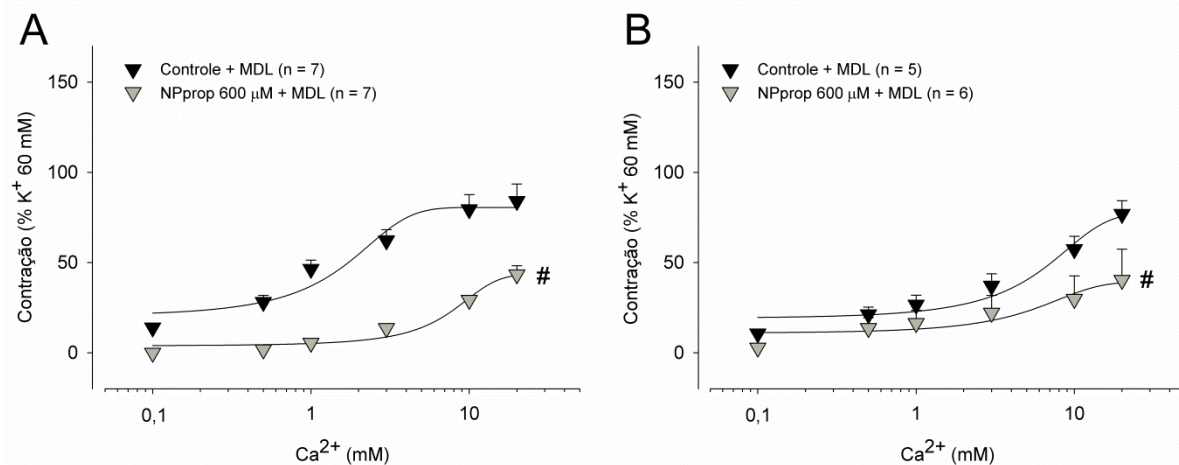 A
Controle + MDL (n = 7)
NPprop 600 μM + MDL (n = 7)
Contração (% K+ 60 mM)
150
100
50
0
#
0,1
1
10
Ca2+ (mM)
B
Controle + MDL (n = 5)
NPprop 600 μM + MDL (n = 6)
Contração (% K+ 60 mM)
150
100
50
0
#
0,1
1
10
Ca2+ (mM)